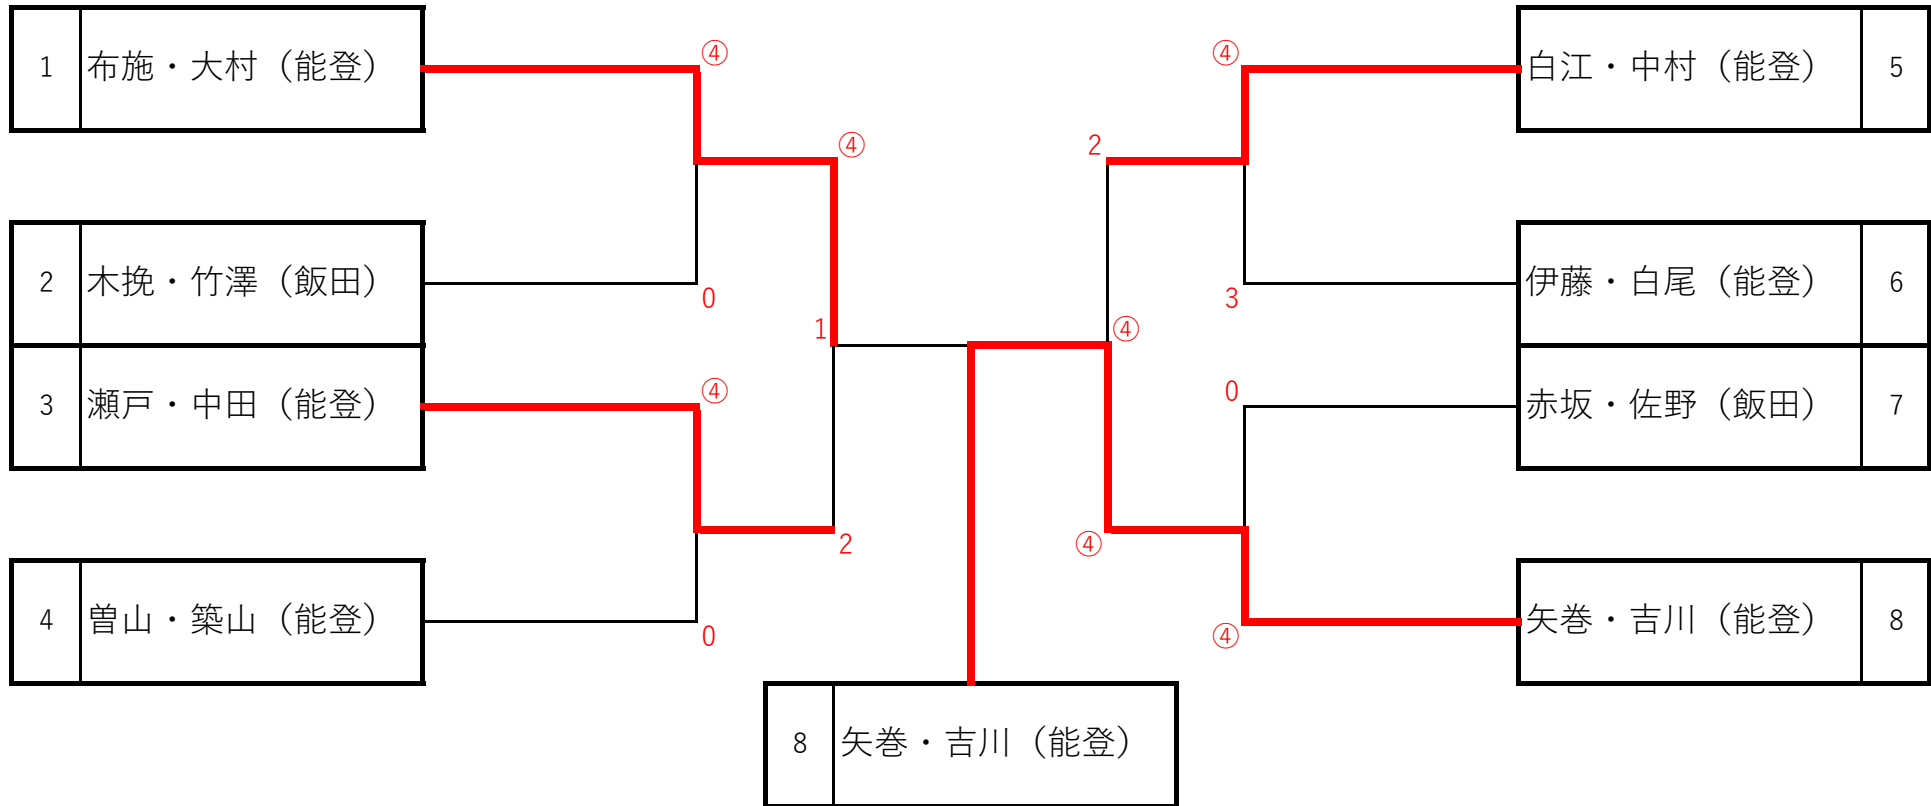 1 布施・大村（能登）
④
④
白江・中村（能登） 5
④
2
2 木挽・竹澤（飯田）
0
3
伊藤・白尾（能登） 6
1
④
3 瀬戸・中田（能登）
④
0
赤坂・佐野（飯田） 7
2
④
4 曽山・築山（能登）
0
④
矢巻・吉川（能登） 8
8 矢巻・吉川（能登）